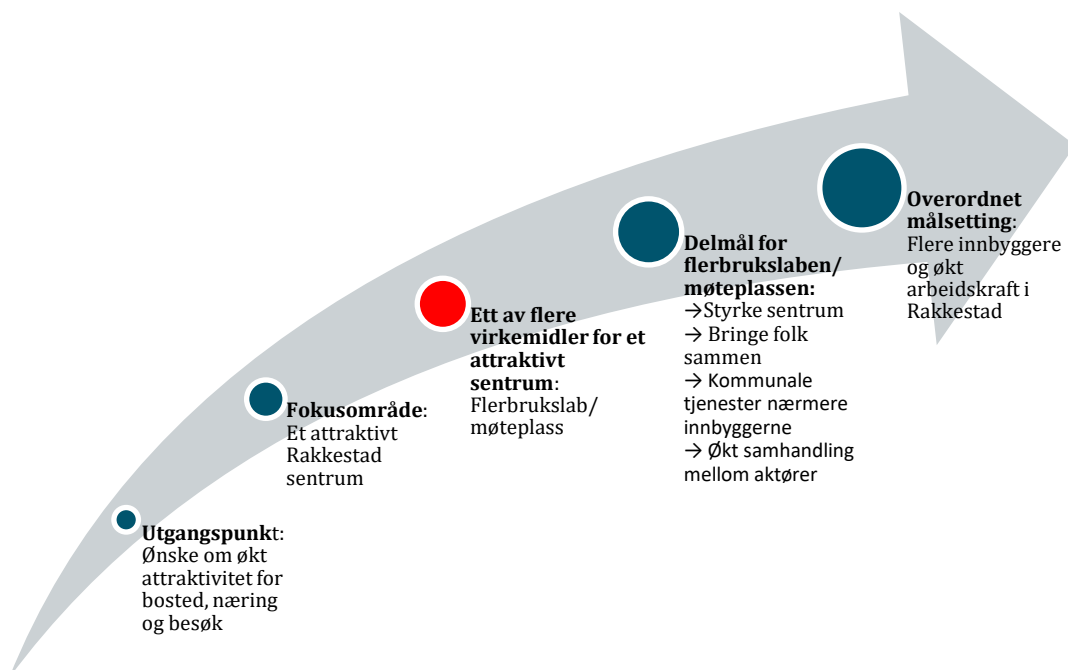 Utgangspunkt:
Ønske om økt
attraktivitet for
bosted, næring
og besøk
Fokusområde:
Et attraktivt
Rakkestad
sentrum
Ett av flere
virkemidler for et
attraktivt
sentrum:
Flerbrukslab/
møteplass
Delmål for
flerbrukslaben/
møteplassen:
→Styrke sentrum
→ Bringe folk
sammen
→ Kommunale
tjenester nærmere
innbyggerne
→ Økt samhandling
mellom aktører
Overordnet
målsetting:
Flere innbyggere
og økt
arbeidskraft i
Rakkestad